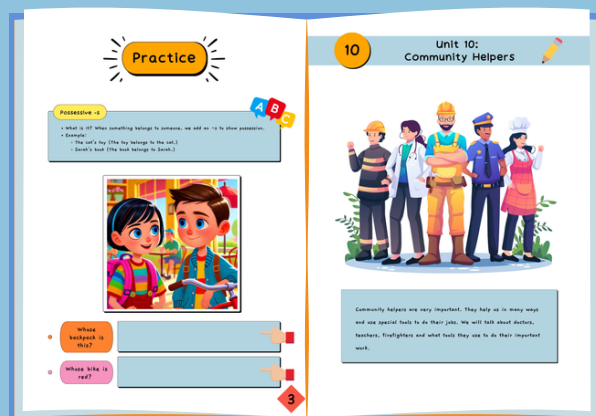 Practice
A B C
Possessive -s
• What is it? When something belongs to someone, we add an -s to show possession.
• Example:
◦ The cat's toy (The toy belongs to the cat.)
◦ Sarah's book (The book belongs to Sarah.)
Whose
backpack is
this?
Whose bike is
red?
3
10
Unit 10:
Community Helpers
Community helpers are very important. They help us in many ways
and use special tools to do their jobs. We will talk about doctors,
teachers, firefighters and what tools they use to do their important
work.